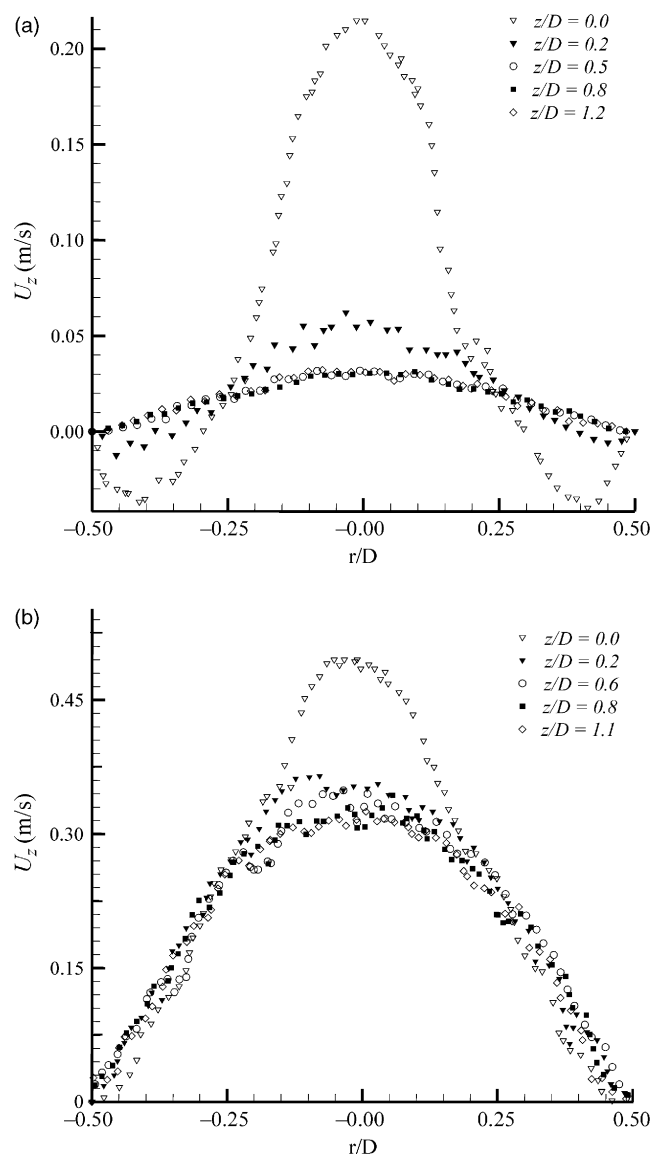 (a)
z/D = 0.0
z/D = 0.2
z/D = 0.5
z/D = 0.8
z/D = 1.2
0.20
0.15
0.10
0.05
0.00
U_z (m/s)
−0.50
−0.25
−0.00
0.25
0.50
r/D
(b)
z/D = 0.0
z/D = 0.2
z/D = 0.6
z/D = 0.8
z/D = 1.1
0.45
0.30
0.15
0
U_z (m/s)
−0.50
−0.25
−0.00
0.25
0.50
r/D